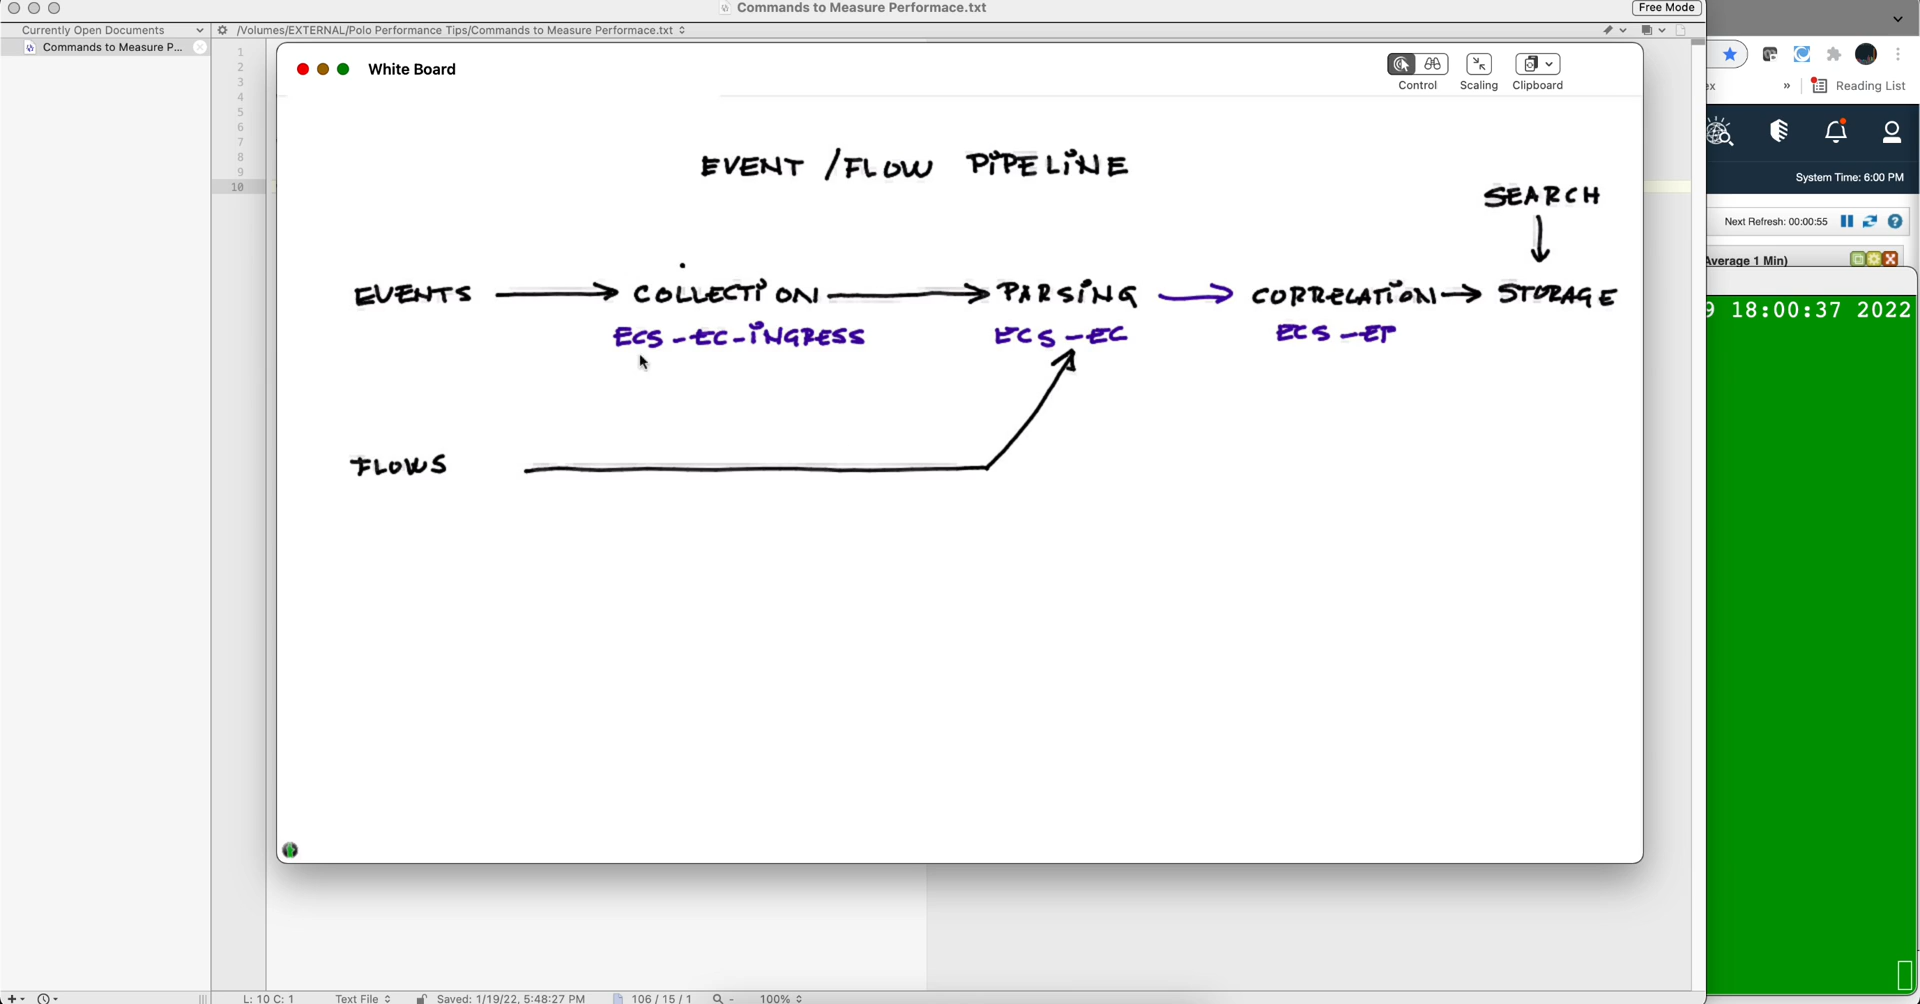 Commands to Measure Performace.txt
Free Mode
Currently Open Documents
/Volumes/EXTERNAL/Polo Performance Tips/Commands to Measure Performace.txt
Commands to Measure P...
1
2
3
4
5
6
7
8
9
10
White Board
Control
Scaling
Clipboard
EVENT /FLOW PIPELINE
SEARCH
EVENTS
COLLECTION
PARSING
CORRELATION
STORAGE
ECS-EC-INGRESS
ECS-EC
ECS-EP
FLOWS
ex
» Reading List
System Time: 6:00 PM
Next Refresh: 00:00:55
Average 1 Min)
9 18:00:37 2022
L: 10 C: 1
Text File
Saved: 1/19/22, 5:48:27 PM
106 / 15 / 1
100%